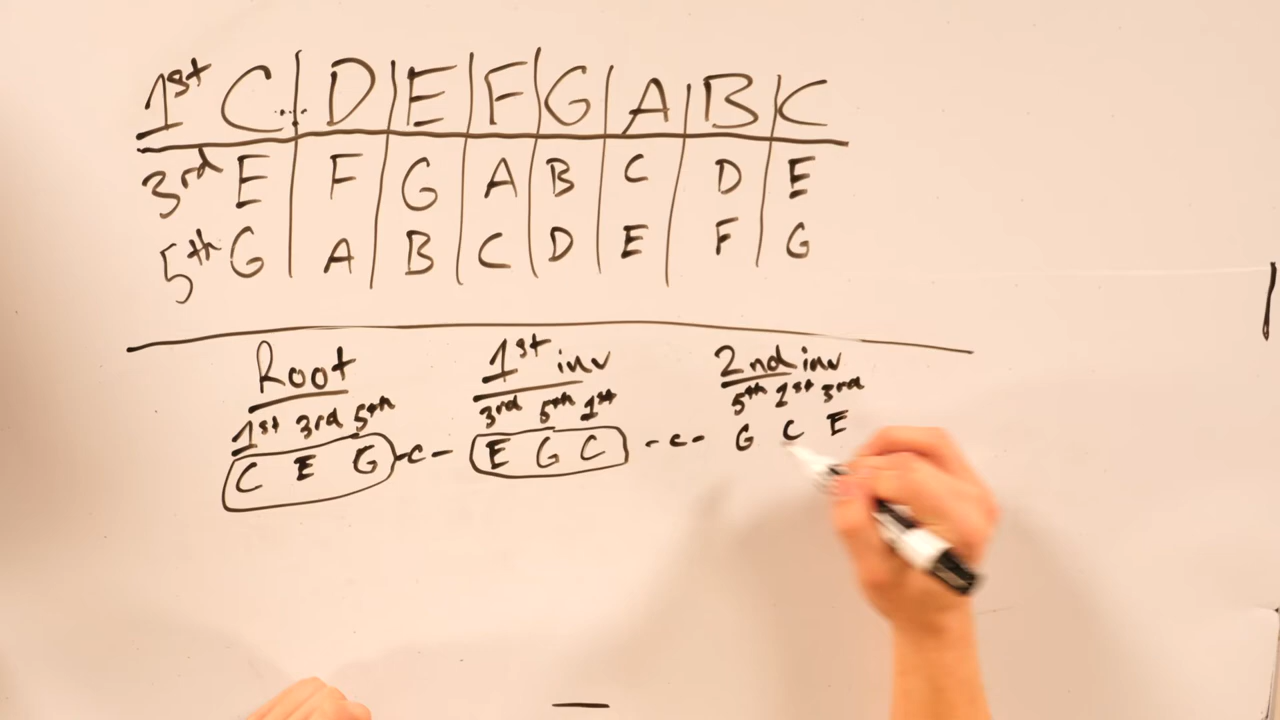 1st C D E F G A B C
3rd E F G A B C D E
5th G A B C D E F G
Root 1st inv 2nd inv
1st 3rd 5th 3rd 5th 1st 5th 1st 3rd
C E G -C- E G C -C- G C E